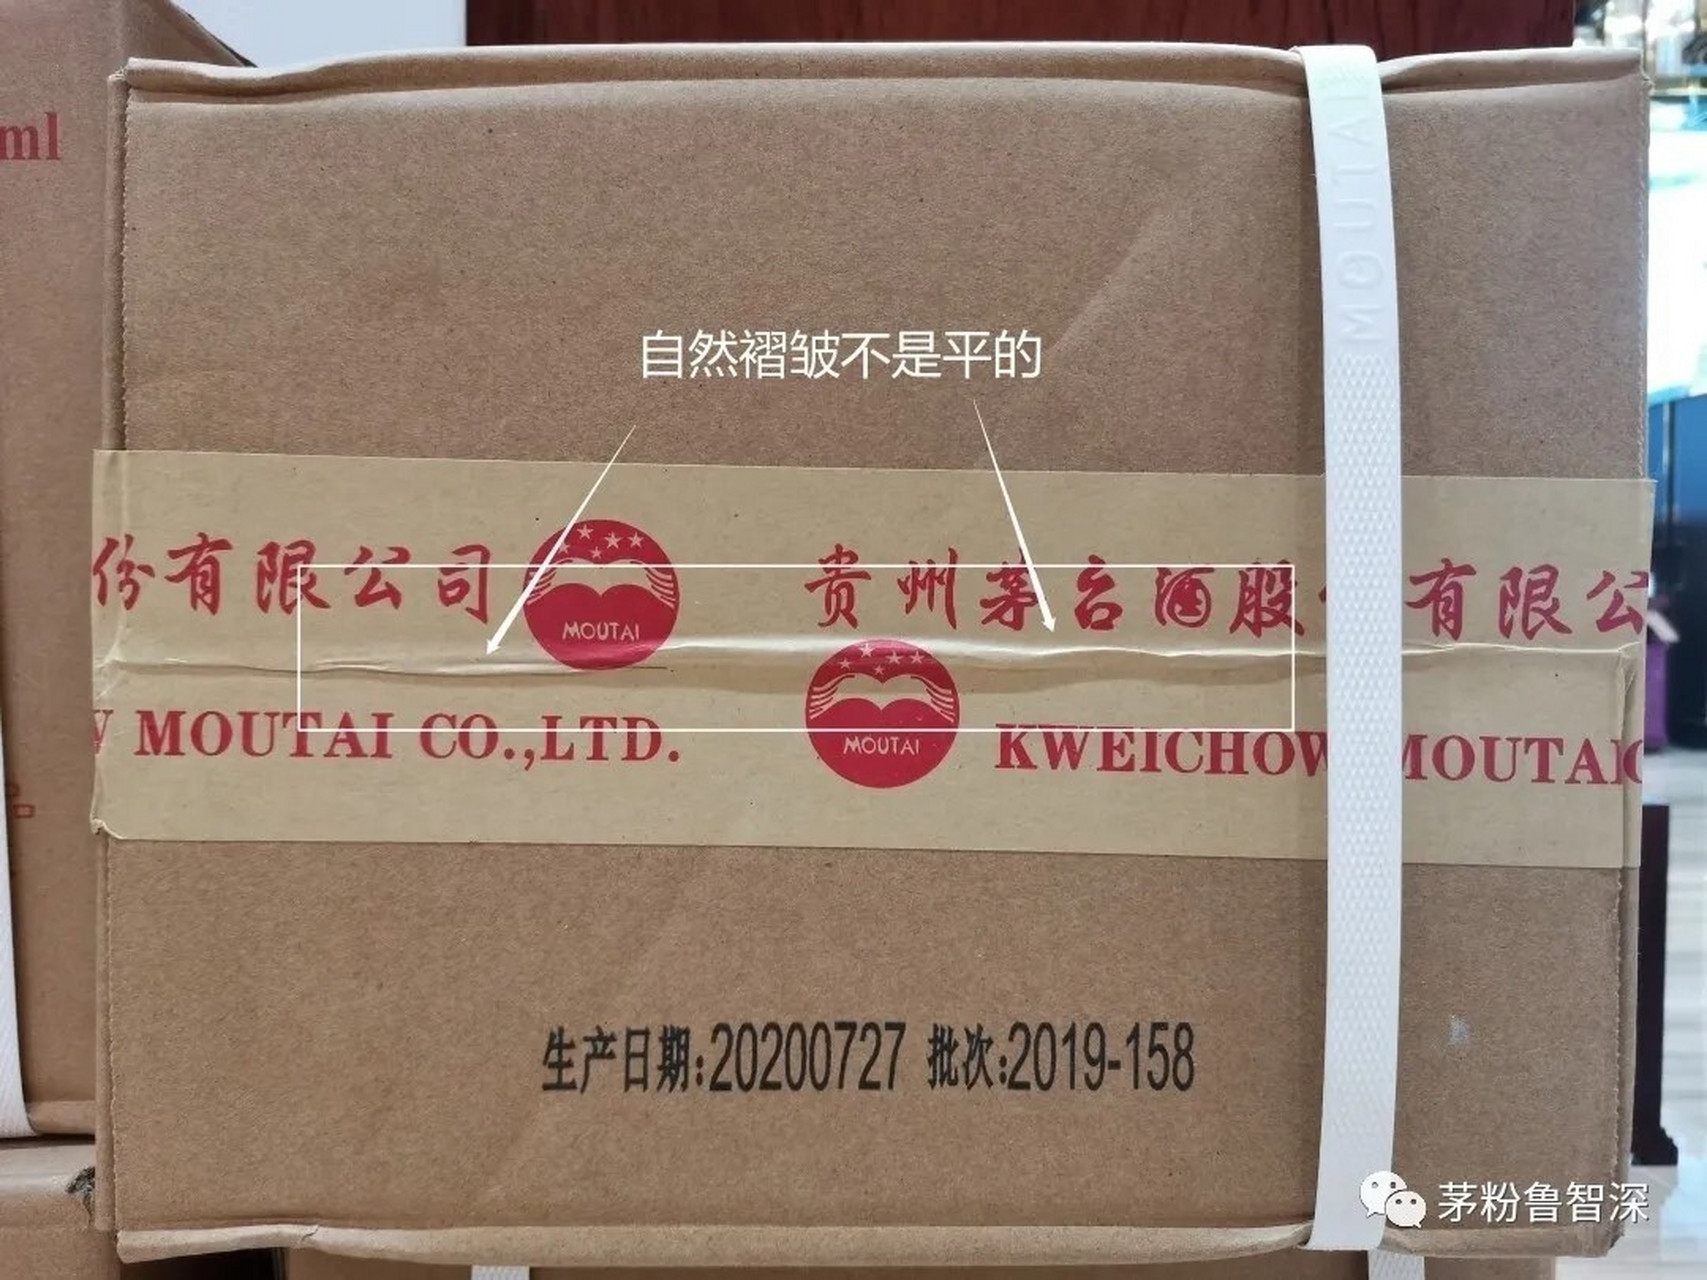 ml
MOUTAI
自然褶皱不是平的
份有限公司
MOUTAI
贵州茅台酒股份有限公
W MOUTAI CO.,LTD.
MOUTAI
KWEICHOW MOUTAI C
生产日期:20200727 批次:2019-158
茅粉鲁智深